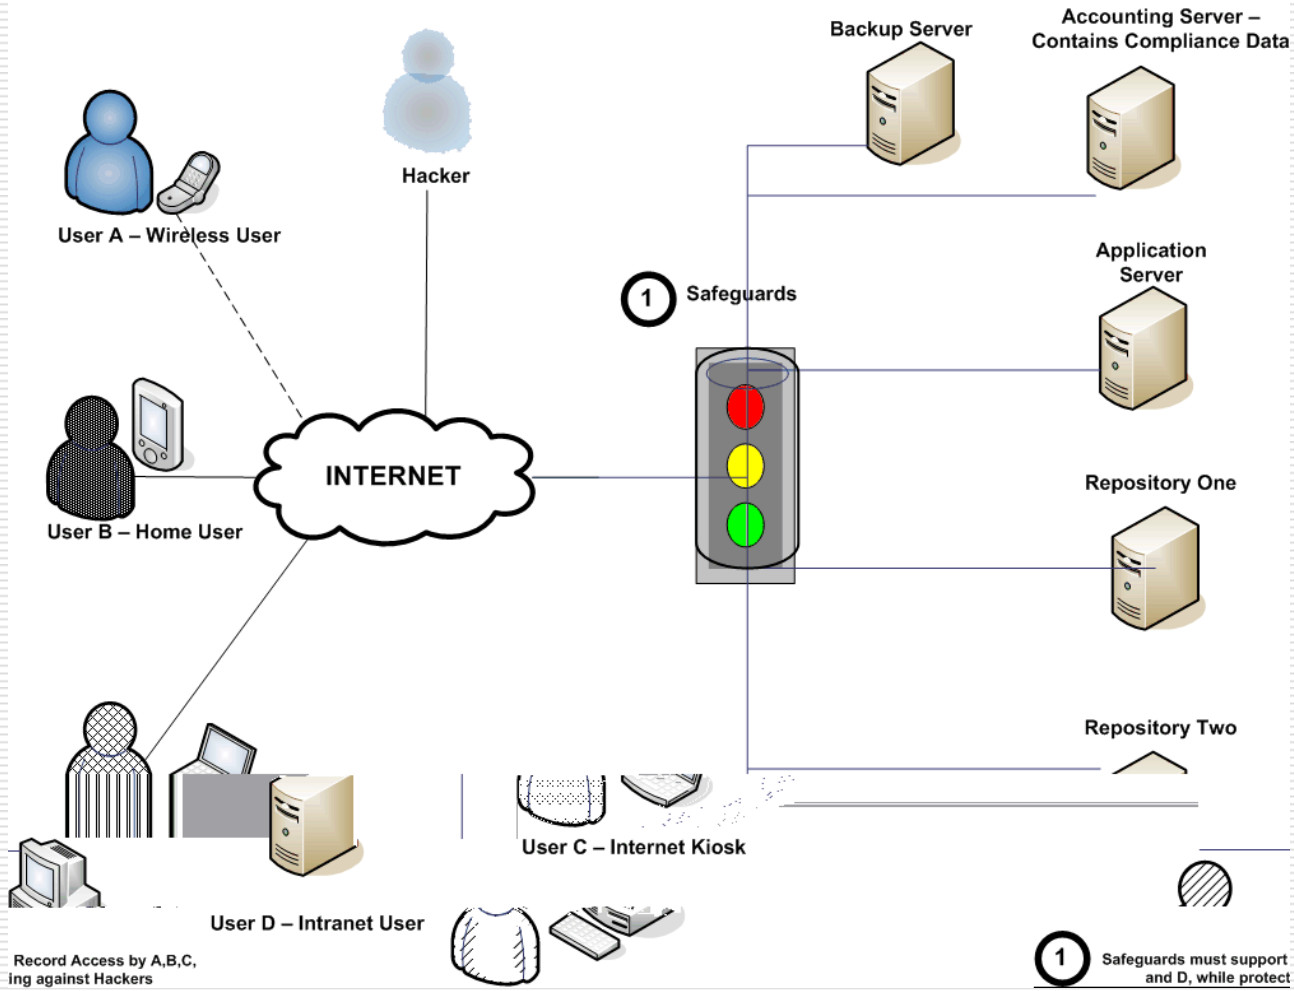 Backup Server
Accounting Server –
Contains Compliance Data
Hacker
User A – Wireless User
Application
Server
1
Safeguards
INTERNET
Repository One
User B – Home User
Repository Two
User C – Internet Kiosk
User D – Intranet User
Record Access by A,B,C,
ing against Hackers
1
Safeguards must support
and D, while protect